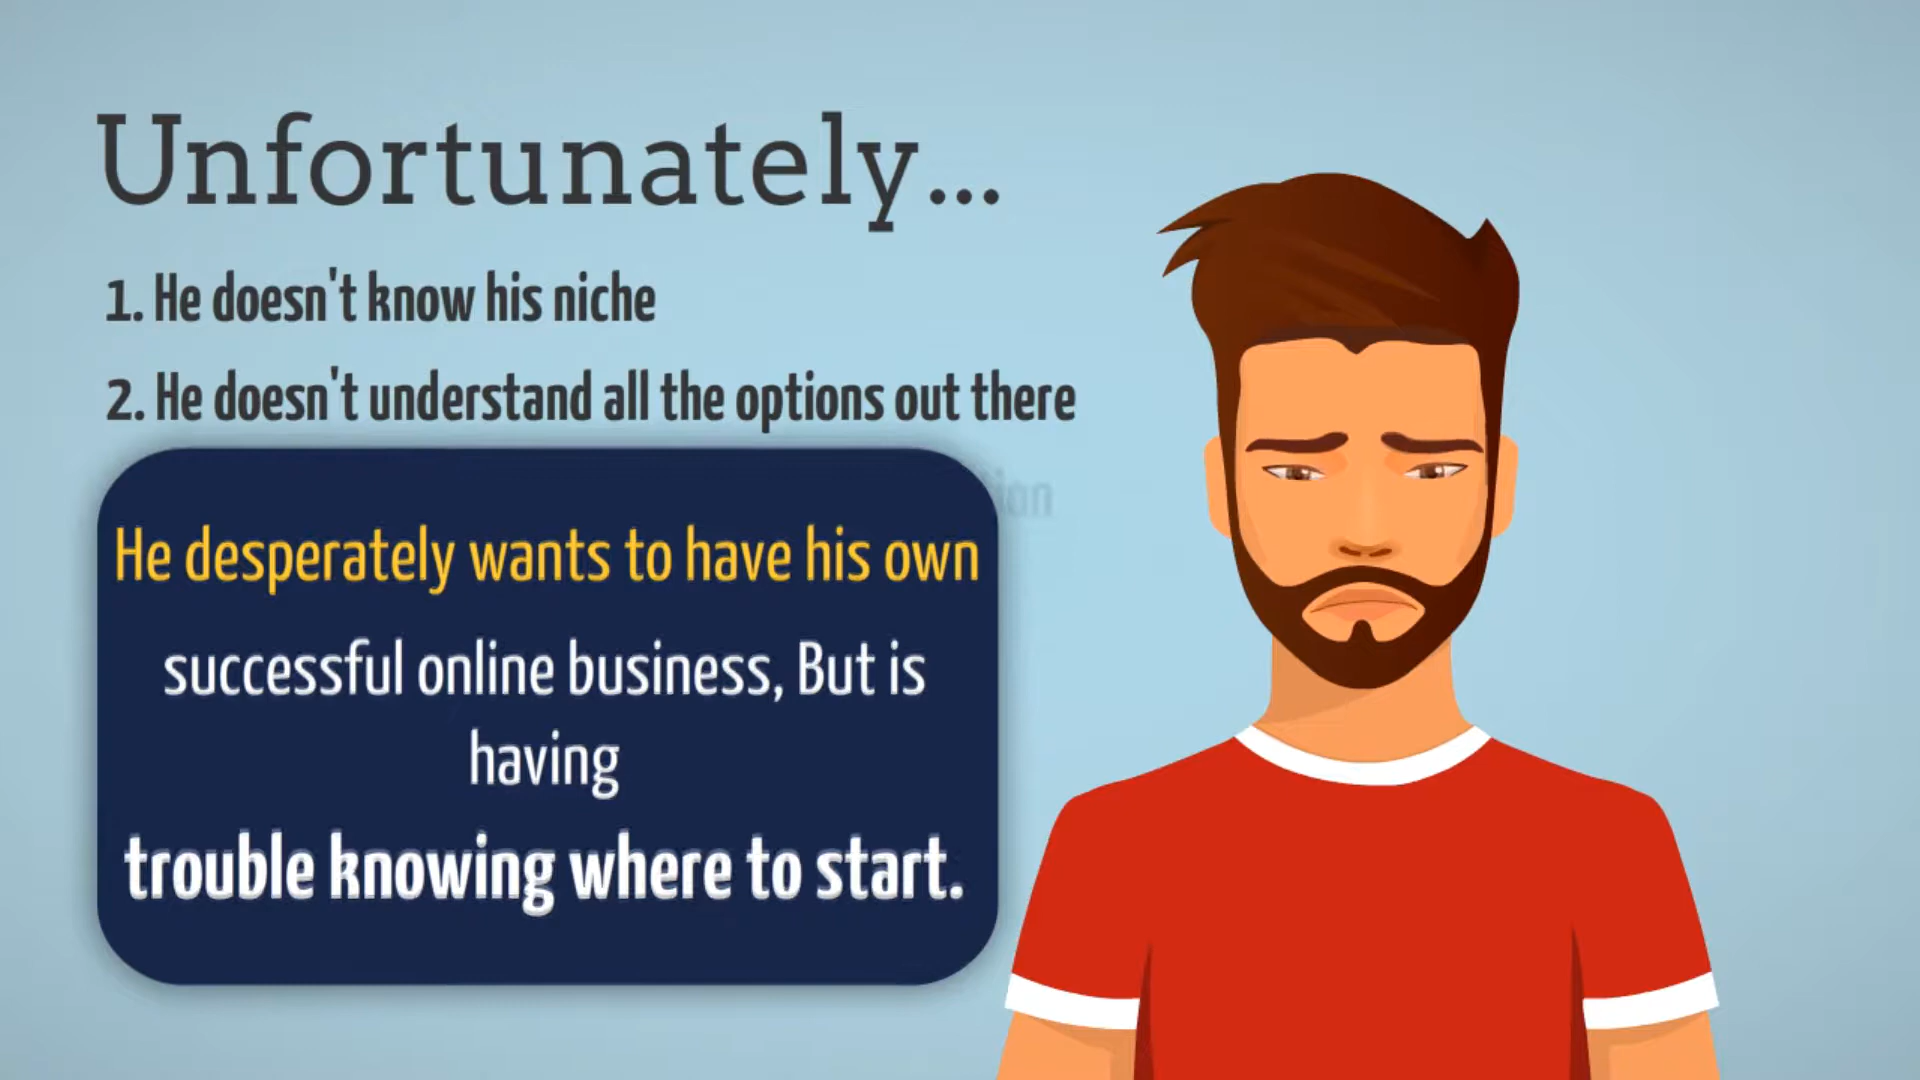 Unfortunately...
1. He doesn't know his niche
2. He doesn't understand all the options out there
He desperately wants to have his own
successful online business, But is
having
trouble knowing where to start.